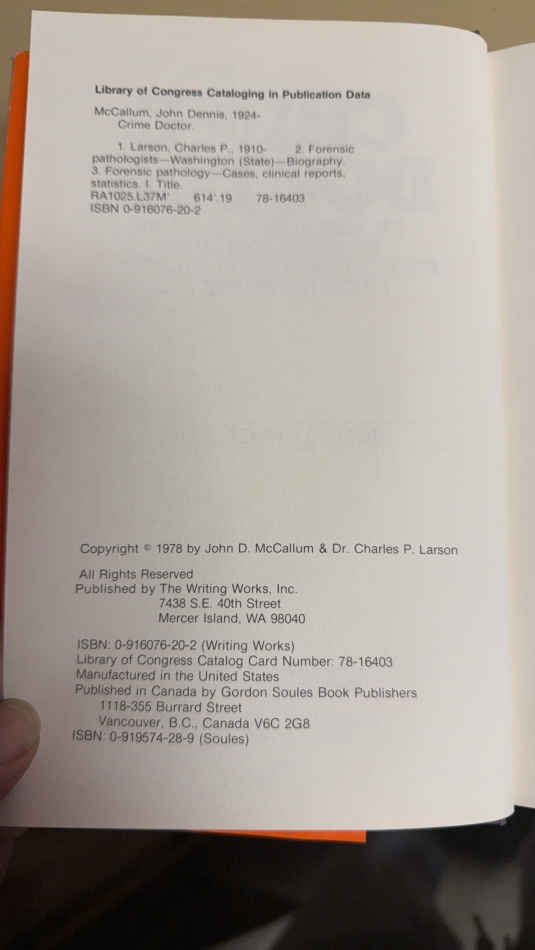 Library of Congress Cataloging in Publication Data
McCallum, John Dennis, 1924-
Crime Doctor.
1. Larson, Charles P., 1910- 2. Forensic
pathologists—Washington (State)—Biography.
3. Forensic pathology—Cases, clinical reports,
statistics. I. Title.
RA1025.L37M' 614'.19 78-16403
ISBN 0-916076-20-2
Copyright © 1978 by John D. McCallum & Dr. Charles P. Larson
All Rights Reserved
Published by The Writing Works, Inc.
7438 S.E. 40th Street
Mercer Island, WA 98040
ISBN: 0-916076-20-2 (Writing Works)
Library of Congress Catalog Card Number: 78-16403
Manufactured in the United States
Published in Canada by Gordon Soules Book Publishers
1118-355 Burrard Street
Vancouver, B.C., Canada V6C 2G8
ISBN: 0-919574-28-9 (Soules)